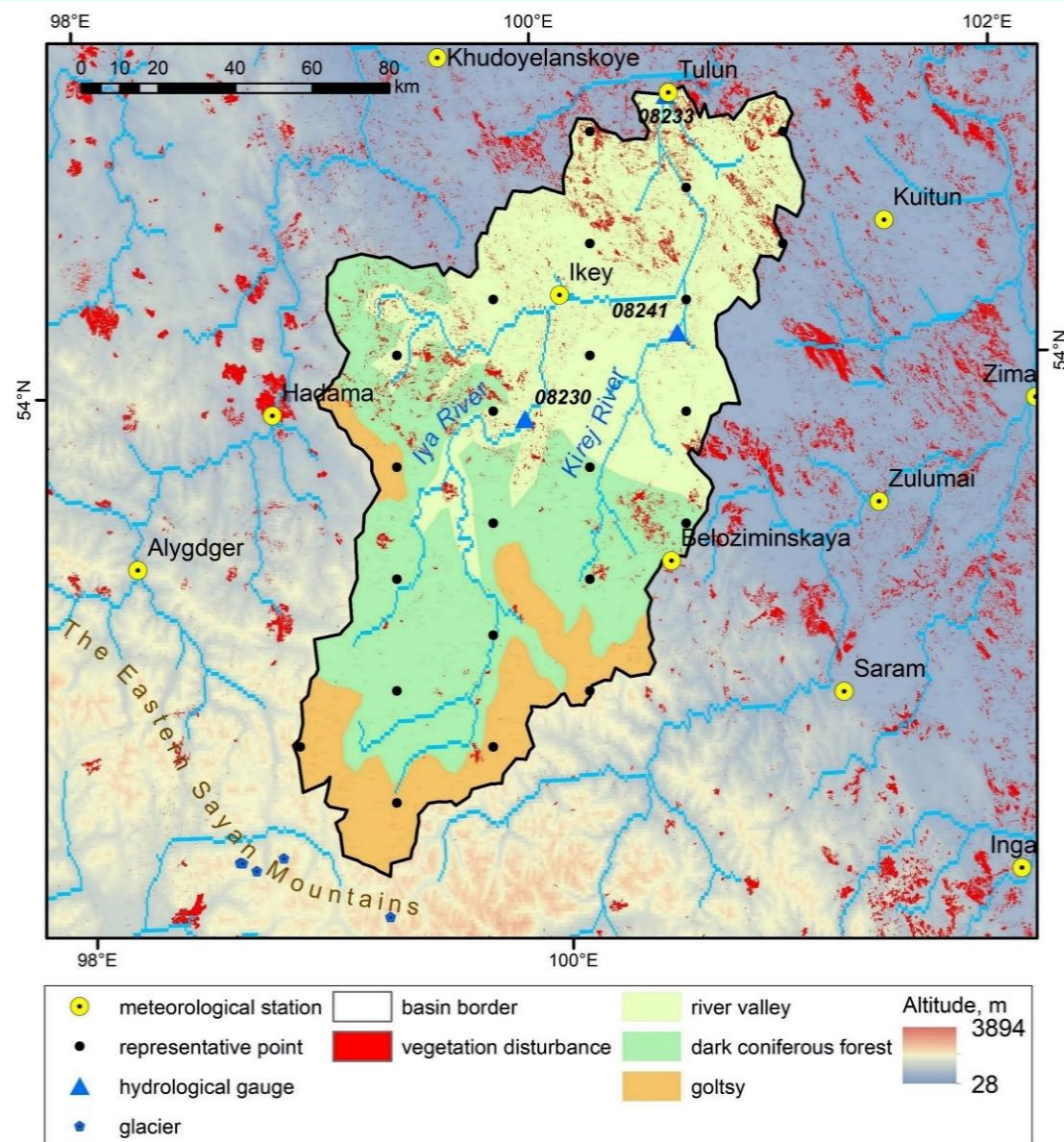 98°E 100°E 102°E
Khudoyelanskoye
0 10 20 40 60 80
km
Tulun
08233
Kuitun
Ikey
08241
54°N
Zima
54°N
Hadama
08230
Iya River
Kirej River
Zulumai
Beloziminskaya
Alygdger
The Eastern Sayan Mountains
Saram
Inga
98°E 100°E
meteorological station
basin border
river valley
Altitude, m
representative point
vegetation disturbance
dark coniferous forest
3894
hydrological gauge
goltsy
28
glacier